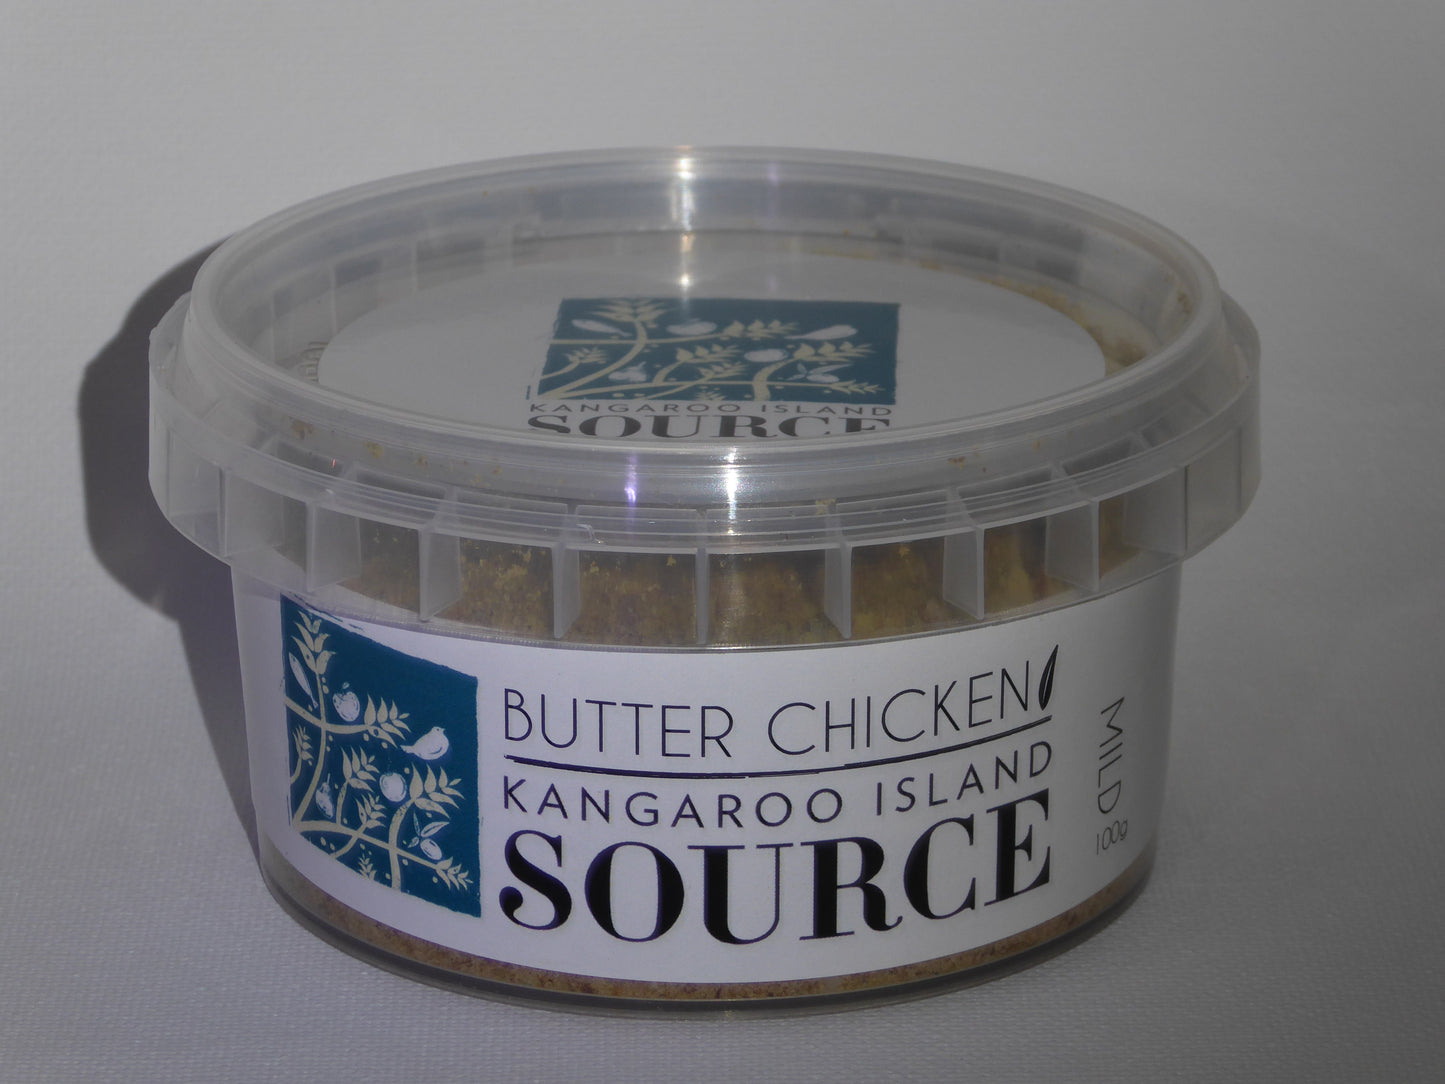 KANGAROO ISLAND
SOURCE
BUTTER CHICKEN
KANGAROO ISLAND
SOURCE
MILD
100g